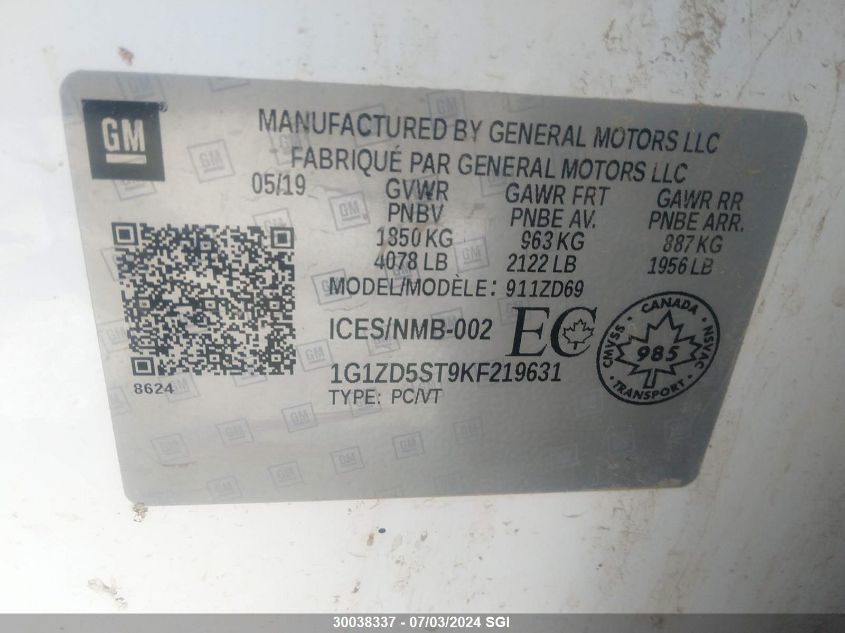 GM
MANUFACTURED BY GENERAL MOTORS LLC
FABRIQUÉ PAR GENERAL MOTORS LLC
05/19 GVWR GAWR FRT GAWR RR
PNBV PNBE AV. PNBE ARR.
1850 KG 963 KG 887 KG
4078 LB 2122 LB 1956 LB
MODEL/MODÈLE: 911ZD69
ICES/NMB-002 EC
CANADA
CMVSS 985 NSVAC
TRANSPORT
1G1ZD5ST9KF219631
8624 TYPE: PC/VT
30038337 - 07/03/2024 SGI